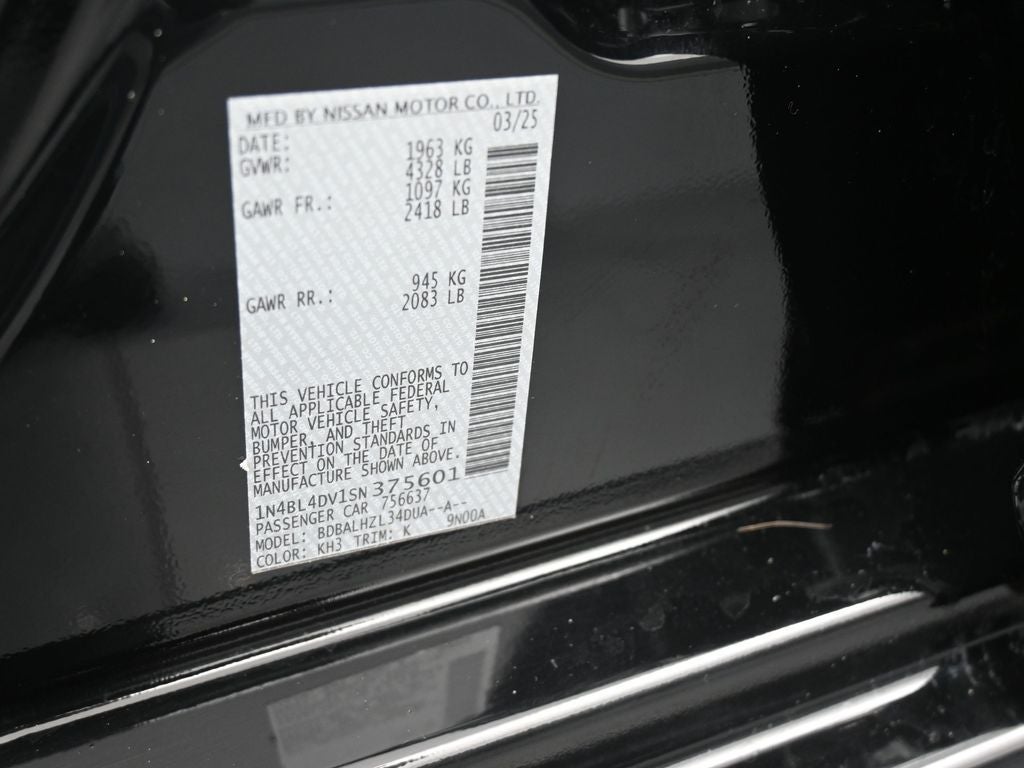 MFD BY NISSAN MOTOR CO., LTD.
DATE: 03/25
GVWR: 1963 KG
4328 LB
GAWR FR.: 1097 KG
2418 LB
GAWR RR.: 945 KG
2083 LB
THIS VEHICLE CONFORMS TO
ALL APPLICABLE FEDERAL
MOTOR VEHICLE SAFETY,
BUMPER, AND THEFT
PREVENTION STANDARDS IN
EFFECT ON THE DATE OF
MANUFACTURE SHOWN ABOVE.
1N4BL4DV1SN375601
PASSENGER CAR 756637
MODEL: BDBALHZL34DUA--A--
COLOR: KH3 TRIM: K 9N00A